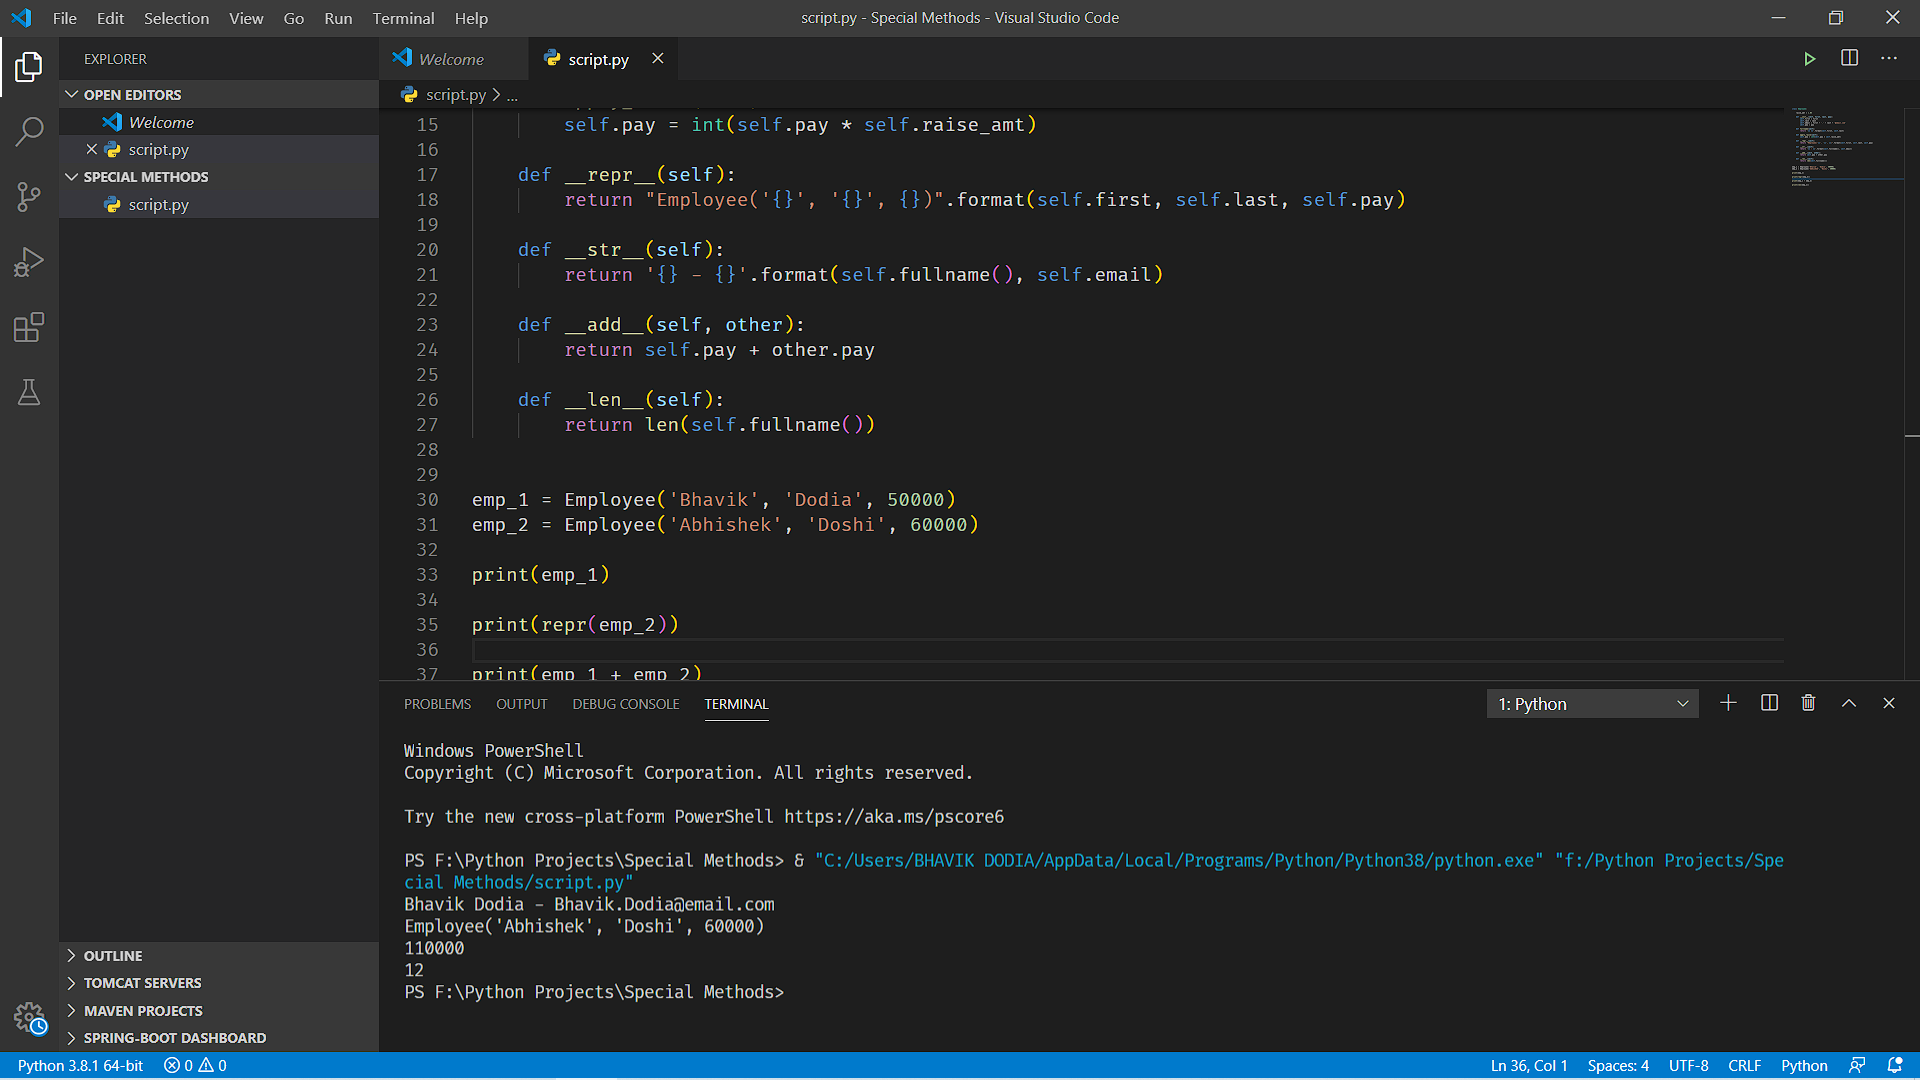 File Edit Selection View Go Run Terminal Help
script.py - Special Methods - Visual Studio Code
EXPLORER
OPEN EDITORS
Welcome
script.py
SPECIAL METHODS
script.py
OUTLINE
TOMCAT SERVERS
MAVEN PROJECTS
SPRING-BOOT DASHBOARD
Welcome
script.py
script.py > ...
15 self.pay = int(self.pay * self.raise_amt)
16
17 def __repr__(self):
18 return "Employee('{}', '{}', {})".format(self.first, self.last, self.pay)
19
20 def __str__(self):
21 return '{} - {}'.format(self.fullname(), self.email)
22
23 def __add__(self, other):
24 return self.pay + other.pay
25
26 def __len__(self):
27 return len(self.fullname())
28
29
30 emp_1 = Employee('Bhavik', 'Dodia', 50000)
31 emp_2 = Employee('Abhishek', 'Doshi', 60000)
32
33 print(emp_1)
34
35 print(repr(emp_2))
36
37 print(emp_1 + emp_2)
PROBLEMS OUTPUT DEBUG CONSOLE TERMINAL
1: Python
Windows PowerShell
Copyright (C) Microsoft Corporation. All rights reserved.
Try the new cross-platform PowerShell https://aka.ms/pscore6
PS F:\Python Projects\Special Methods> & "C:/Users/BHAVIK DODIA/AppData/Local/Programs/Python/Python38/python.exe" "f:/Python Projects/Spe
cial Methods/script.py"
Bhavik Dodia - Bhavik.Dodia@email.com
Employee('Abhishek', 'Doshi', 60000)
110000
12
PS F:\Python Projects\Special Methods>
Python 3.8.1 64-bit 0 0
Ln 36, Col 1 Spaces: 4 UTF-8 CRLF Python